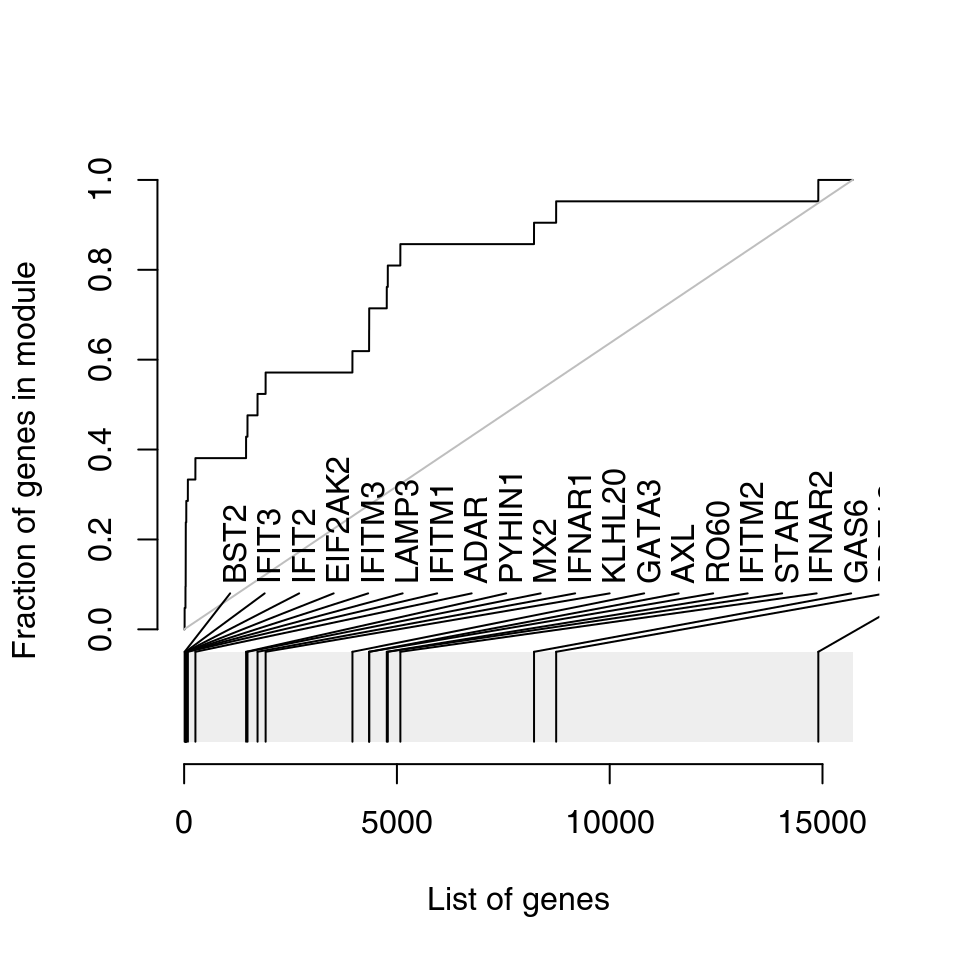 Fraction of genes in module
1.0
0.8
0.6
0.4
0.2
0.0
BST2
IFIT3
IFIT2
EIF2AK2
IFITM3
LAMP3
IFITM1
ADAR
PYHIN1
MX2
IFNAR1
KLHL20
GATA3
AXL
RO60
IFITM2
STAR
IFNAR2
GAS6
0
5000
10000
15000
List of genes